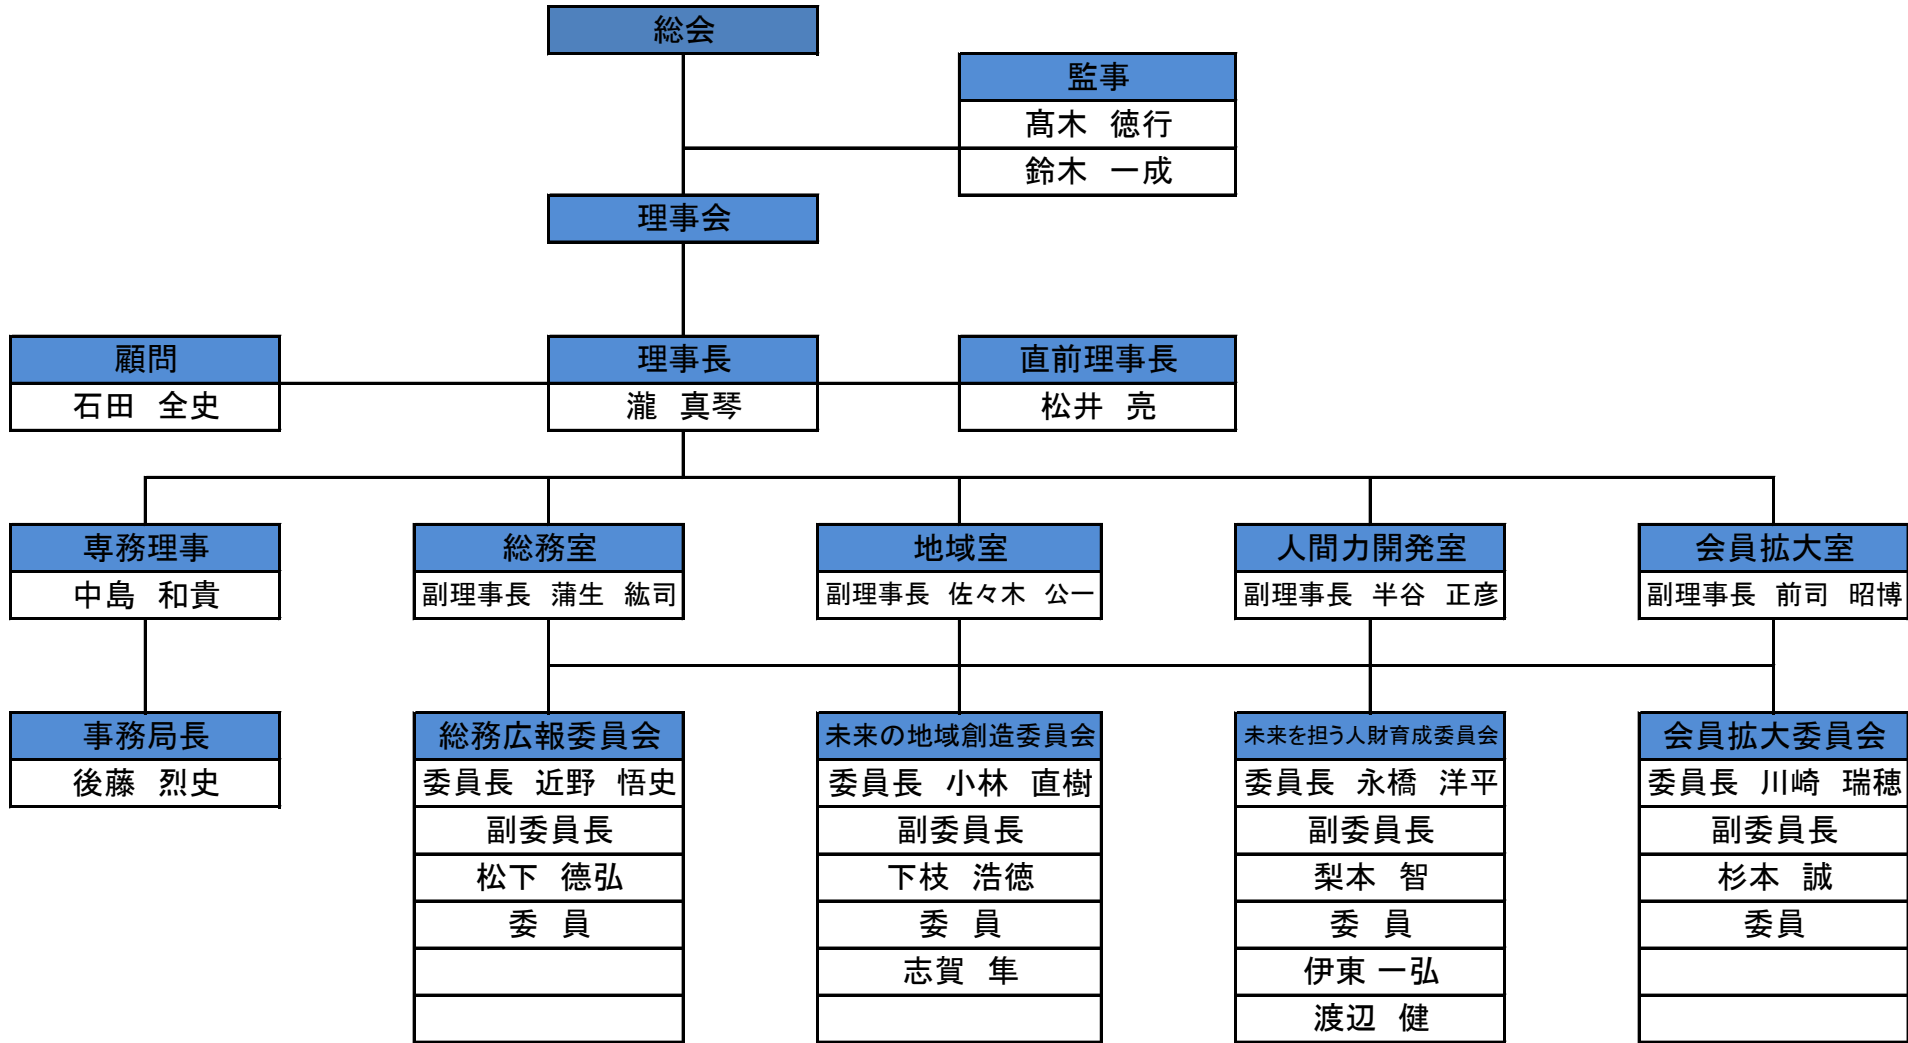 総会
監事
髙木 徳行
鈴木 一成
理事会
顧問
石田 全史
理事長
瀧 真琴
直前理事長
松井 亮
専務理事
中島 和貴
総務室
副理事長 蒲生 紘司
地域室
副理事長 佐々木 公一
人間力開発室
副理事長 半谷 正彦
会員拡大室
副理事長 前司 昭博
事務局長
後藤 烈史
総務広報委員会
委員長 近野 悟史
副委員長
松下 德弘
委 員
未来の地域創造委員会
委員長 小林 直樹
副委員長
下枝 浩徳
委 員
志賀 隼
未来を担う人財育成委員会
委員長 永橋 洋平
副委員長
梨本 智
委 員
伊東 一弘
渡辺 健
会員拡大委員会
委員長 川崎 瑞穂
副委員長
杉本 誠
委員